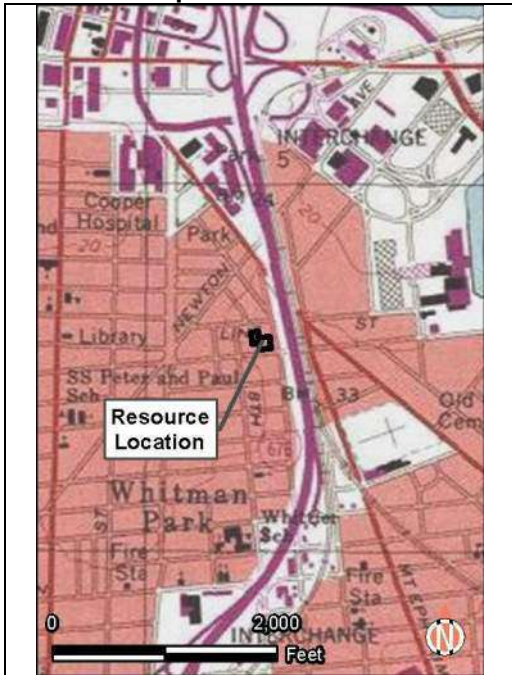 AVE
INTERCHANGE
5
Cooper
Hospital
20
20
Park
NEWTON
ST
Library
SS Peter and Paul
Sch
8TH
33
Old
Cem
Resource
Location
676
Whitman
Park
ST
Whittier
Sch
Fire
Sta
Fire
Sta
MT EPHRAIM
INTERCHANGE
0
2,000
Feet
N